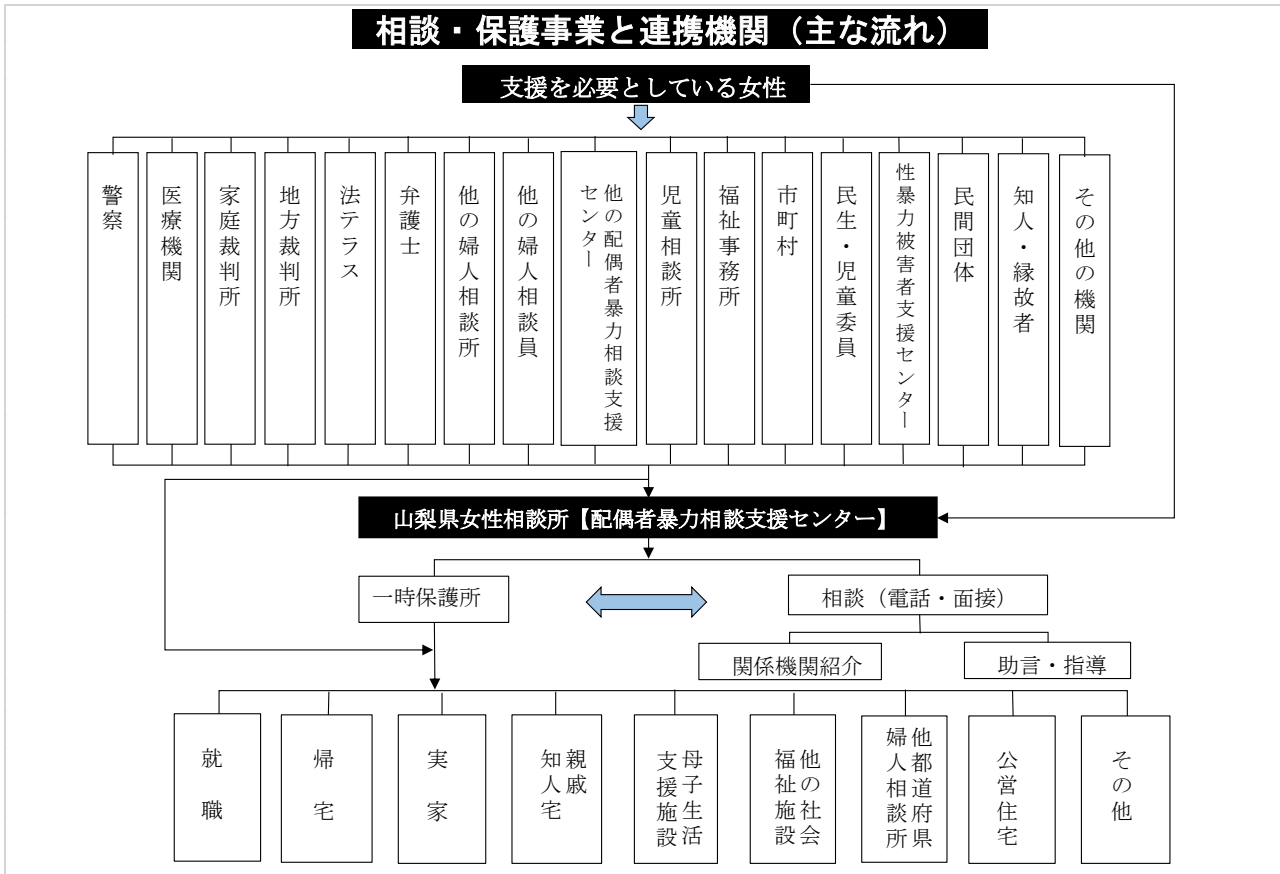 相談・保護事業と連携機関（主な流れ）
支援を必要としている女性
警察
医療機関
家庭裁判所
地方裁判所
法テラス
弁護士
他の婦人相談所
他の婦人相談員
他の配偶者暴力相談支援
センター
児童相談所
福祉事務所
市町村
民生・児童委員
性暴力被害者支援センター
民間団体
知人・縁故者
その他の機関
山梨県女性相談所【配偶者暴力相談支援センター】
一時保護所
相談（電話・面接）
関係機関紹介
助言・指導
就職
帰宅
実家
親戚
知人宅
母子生活
支援施設
他の社会
福祉施設
他都道府県
婦人相談所
公営住宅
その他